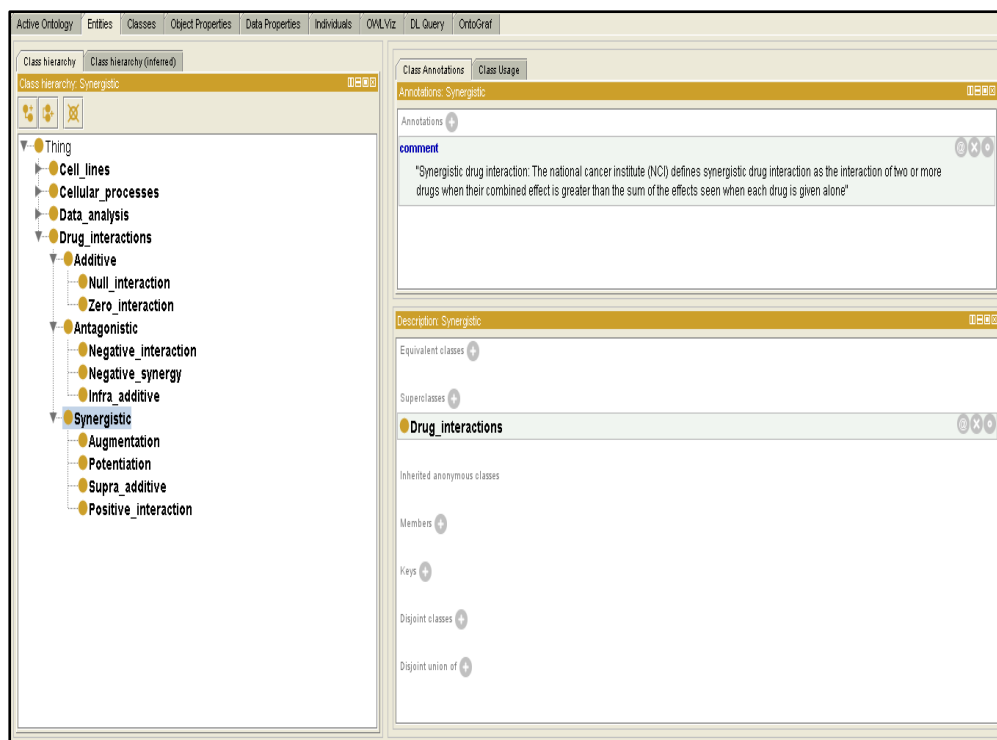 Active Ontology Entities Classes Object Properties Data Properties Individuals OWLViz DL Query OntoGraf
Class hierarchy Class hierarchy (inferred)
Class hierarchy: Synergistic
Thing
Cell_lines
Cellular_processes
Data_analysis
Drug_interactions
Additive
Null_interaction
Zero_interaction
Antagonistic
Negative_interaction
Negative_synergy
Infra_additive
Synergistic
Augmentation
Potentiation
Supra_additive
Positive_interaction
Class Annotations Class Usage
Annotations: Synergistic
Annotations
comment
"Synergistic drug interaction: The national cancer institute (NCI) defines synergistic drug interaction as the interaction of two or more
drugs when their combined effect is greater than the sum of the effects seen when each drug is given alone"
Description: Synergistic
Equivalent classes
Superclasses
Drug_interactions
Inherited anonymous classes
Members
Keys
Disjoint classes
Disjoint union of